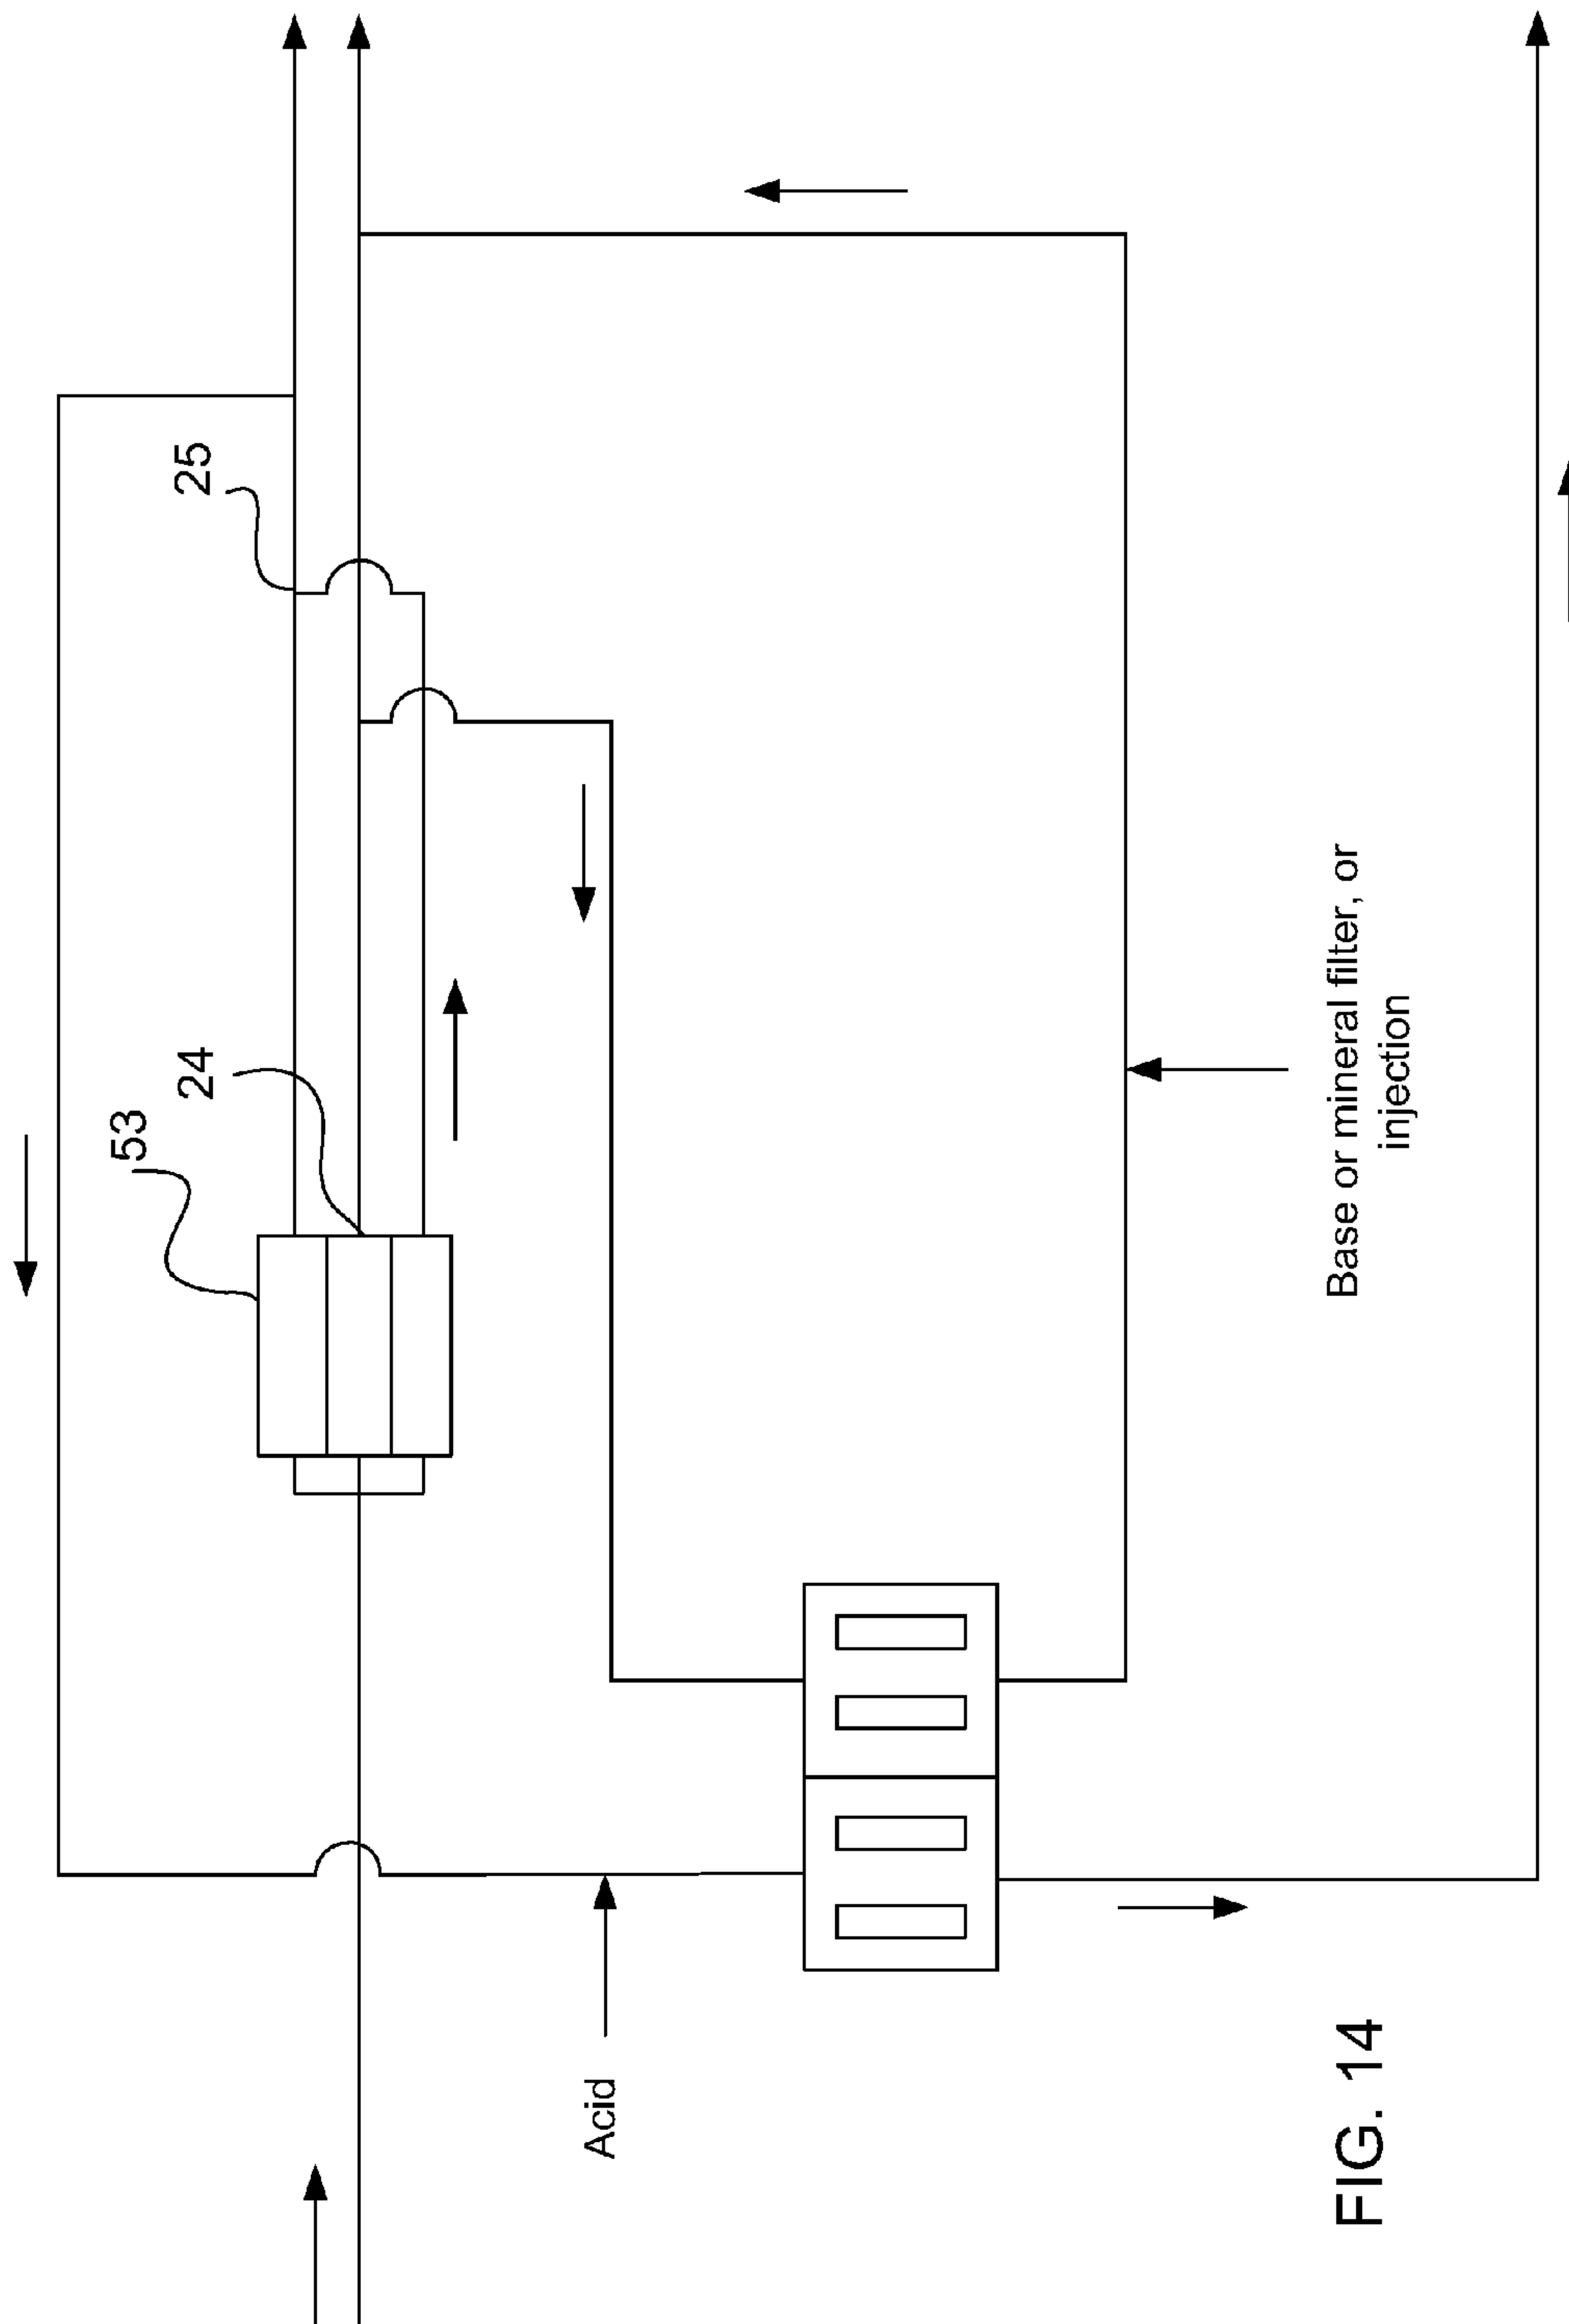 53
24
25
Acid
Base or mineral filter, or
injection
FIG. 14